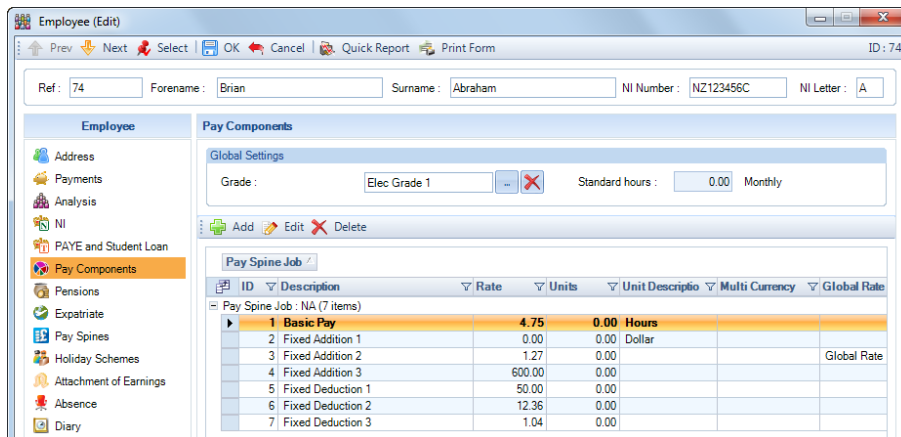 Employee (Edit)
Prev Next Select OK Cancel Quick Report Print Form ID : 74
Ref : 74 Forename : Brian Surname : Abraham NI Number : NZ123456C NI Letter : A
Employee Pay Components
Address
Payments
Analysis
NI
PAYE and Student Loan
Pay Components
Pensions
Expatriate
Pay Spines
Holiday Schemes
Attachment of Earnings
Absence
Diary
Global Settings
Grade : Elec Grade 1 ... Standard hours : 0.00 Monthly
Add Edit Delete
Pay Spine Job
ID Description Rate Units Unit Descriptio Multi Currency Global Rate
Pay Spine Job : NA (7 items)
1 Basic Pay 4.75 0.00 Hours
2 Fixed Addition 1 0.00 0.00 Dollar
3 Fixed Addition 2 1.27 0.00 Global Rate
4 Fixed Addition 3 600.00 0.00
5 Fixed Deduction 1 50.00 0.00
6 Fixed Deduction 2 12.36 0.00
7 Fixed Deduction 3 1.04 0.00